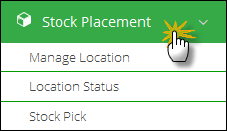 Stock Placement
Manage Location
Location Status
Stock Pick